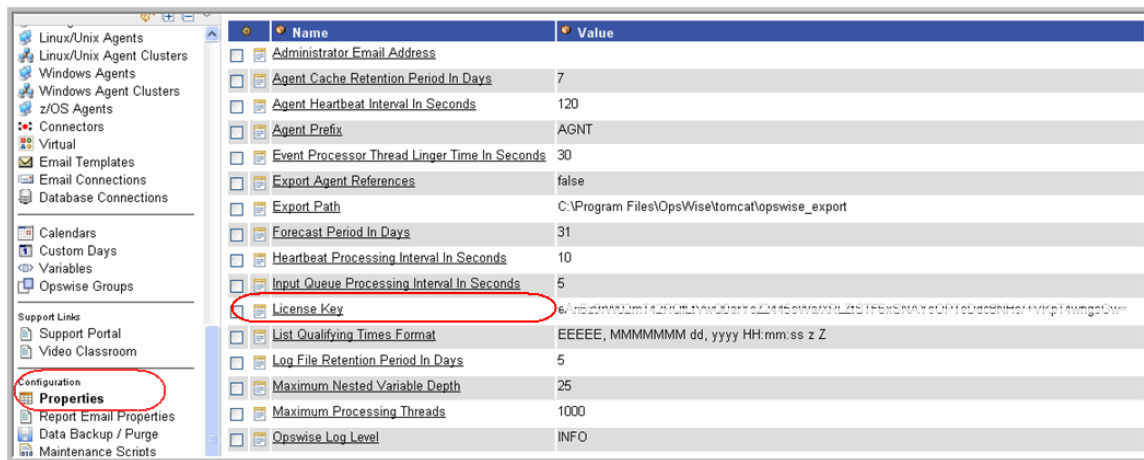 Linux/Unix Agents
Linux/Unix Agent Clusters
Windows Agents
Windows Agent Clusters
z/OS Agents
Connectors
Virtual
Email Templates
Email Connections
Database Connections
Calendars
Custom Days
Variables
Opswise Groups
Support Links
Support Portal
Video Classroom
Configuration
Properties
Report Email Properties
Data Backup / Purge
Maintenance Scripts
Name Value
Administrator Email Address
Agent Cache Retention Period In Days 7
Agent Heartbeat Interval In Seconds 120
Agent Prefix AGNT
Event Processor Thread Linger Time In Seconds 30
Export Agent References false
Export Path C:\Program Files\OpsWise\tomcat\opswise_export
Forecast Period In Days 31
Heartbeat Processing Interval In Seconds 10
Input Queue Processing Interval In Seconds 5
License Key
List Qualifying Times Format EEEEE, MMMMMMM dd, yyyy HH:mm:ss z Z
Log File Retention Period In Days 5
Maximum Nested Variable Depth 25
Maximum Processing Threads 1000
Opswise Log Level INFO